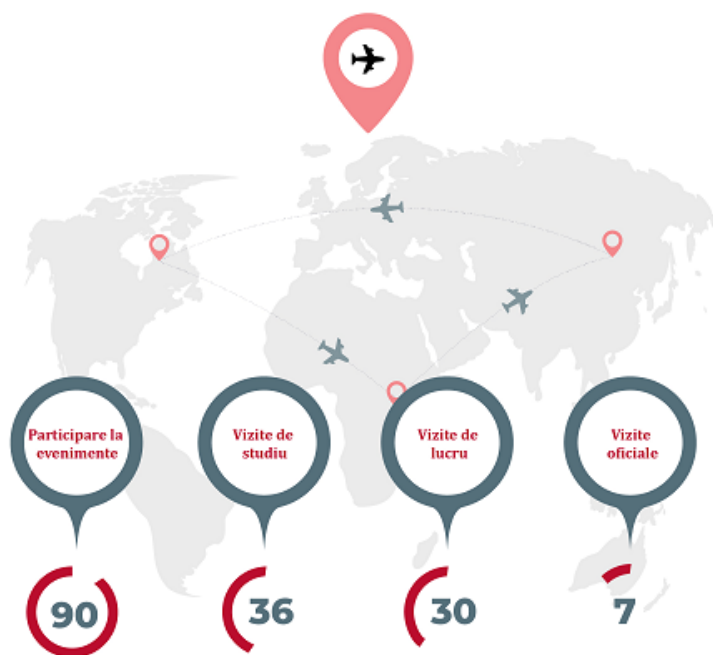 Participare la
evenimente
Vizite de
studiu
Vizite de
lucru
Vizite
oficiale
90
36
30
7